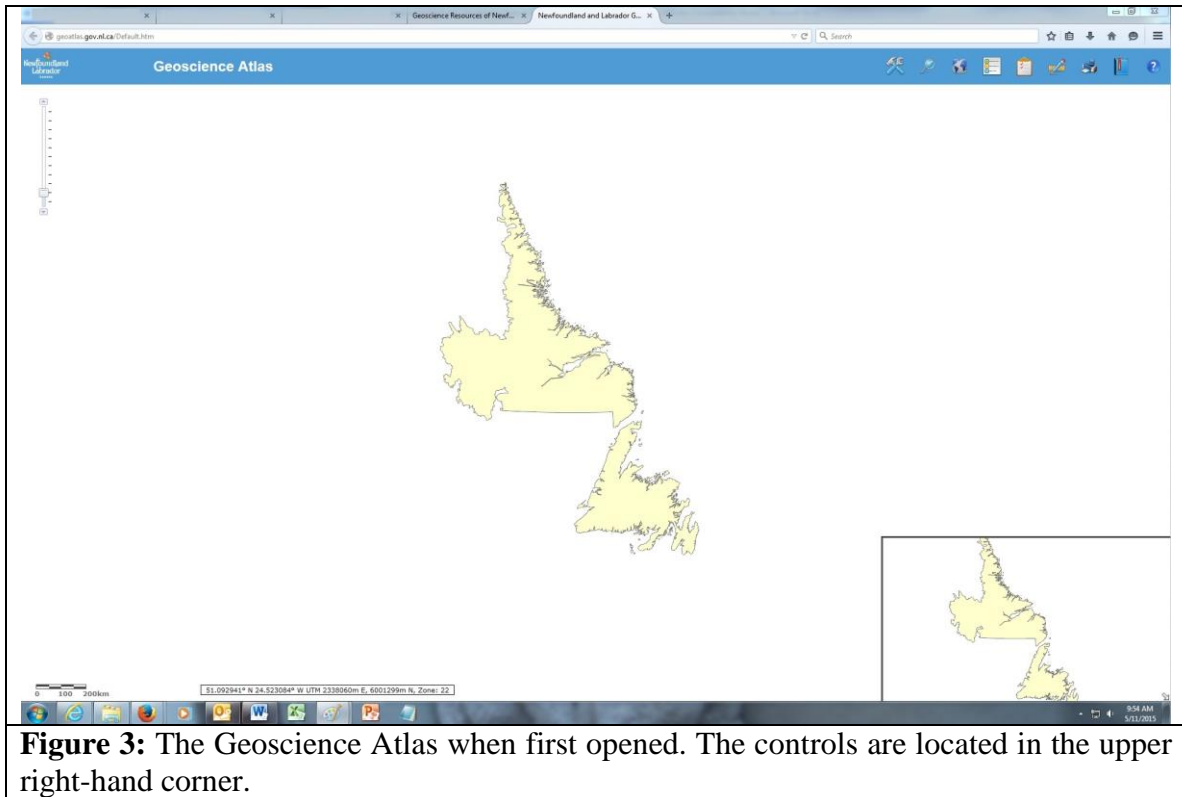 Geoscience Resources of Newf...
Newfoundland and Labrador G...
geoatlas.gov.nl.ca/Default.htm
Search
Newfoundland
Labrador
Geoscience Atlas
0 100 200km
51.092941° N 24.523084° W UTM 2338060m E, 6001299m N, Zone: 22
9:54 AM
5/11/2015
Figure 3: The Geoscience Atlas when first opened. The controls are located in the upper
right-hand corner.